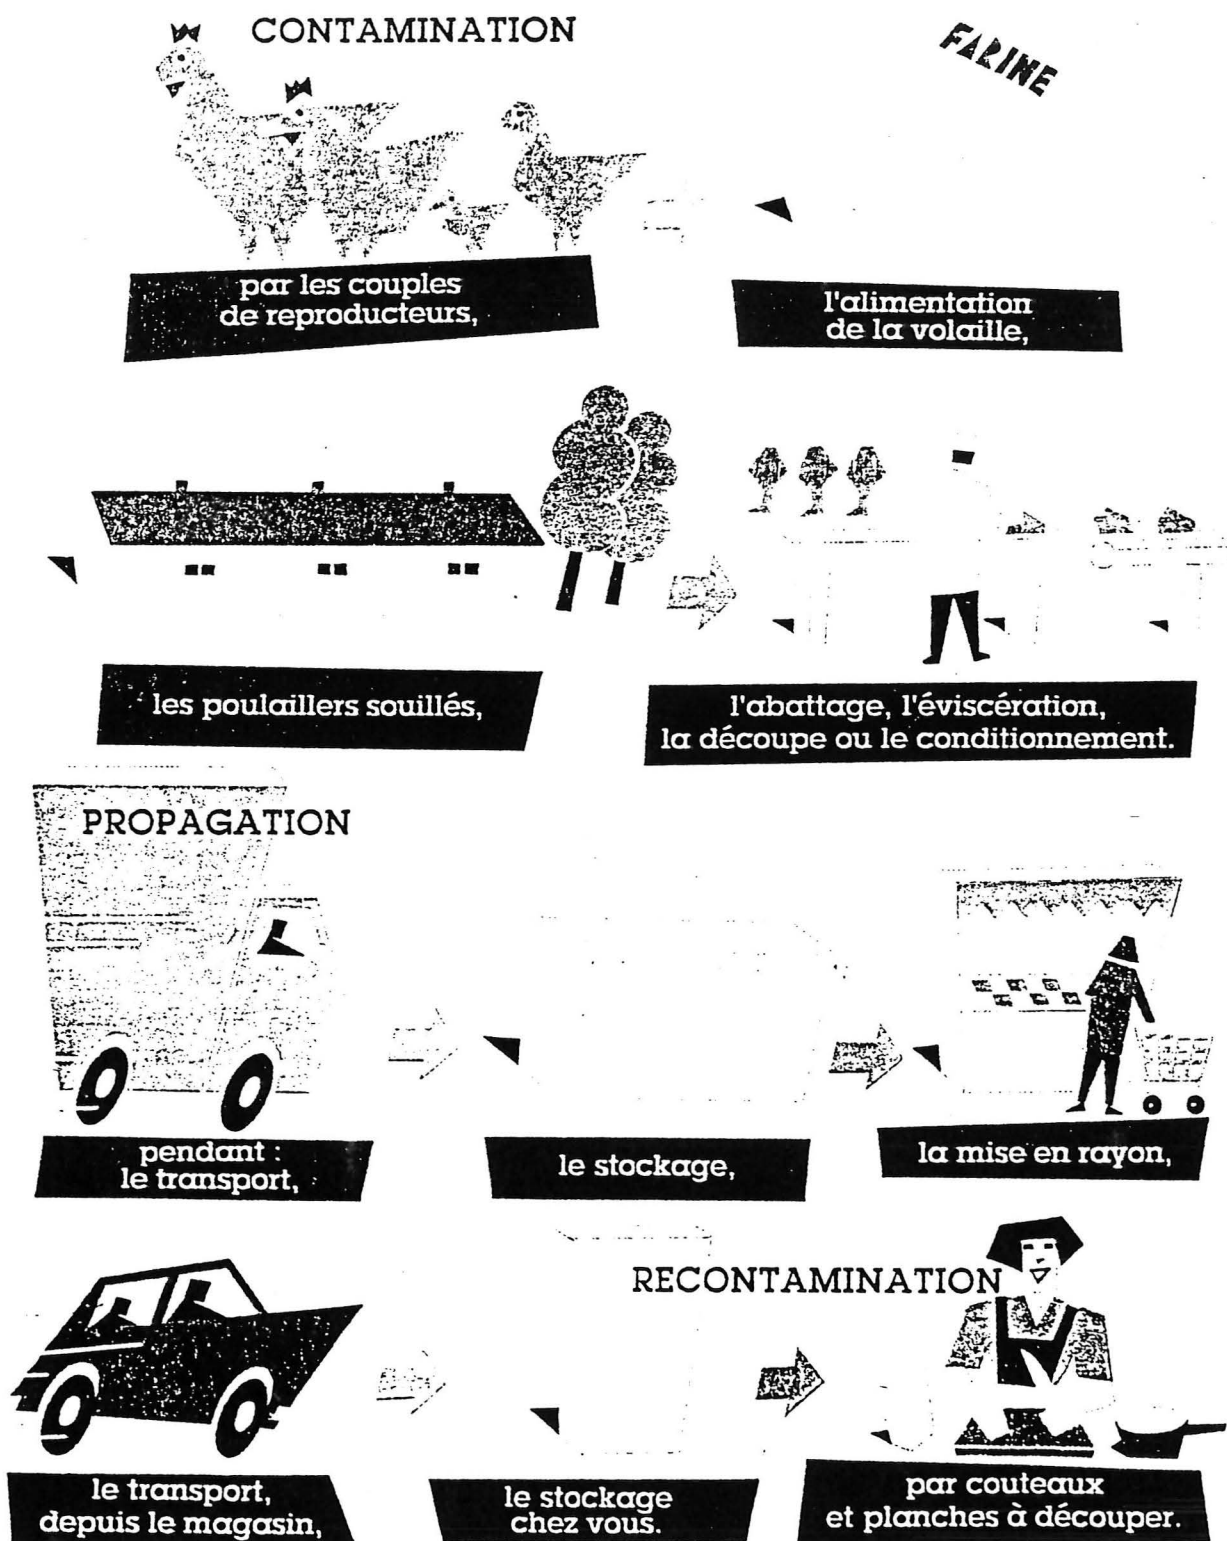 CONTAMINATION
FARINE
par les couples
de reproducteurs,
l'alimentation
de la volaille,
les poulaillers souillés,
l'abattage, l'éviscération,
la découpe ou le conditionnement.
PROPAGATION
pendant :
le transport,
le stockage,
la mise en rayon,
RECONTAMINATION
le transport,
depuis le magasin,
le stockage
chez vous.
par couteaux
et planches à découper.